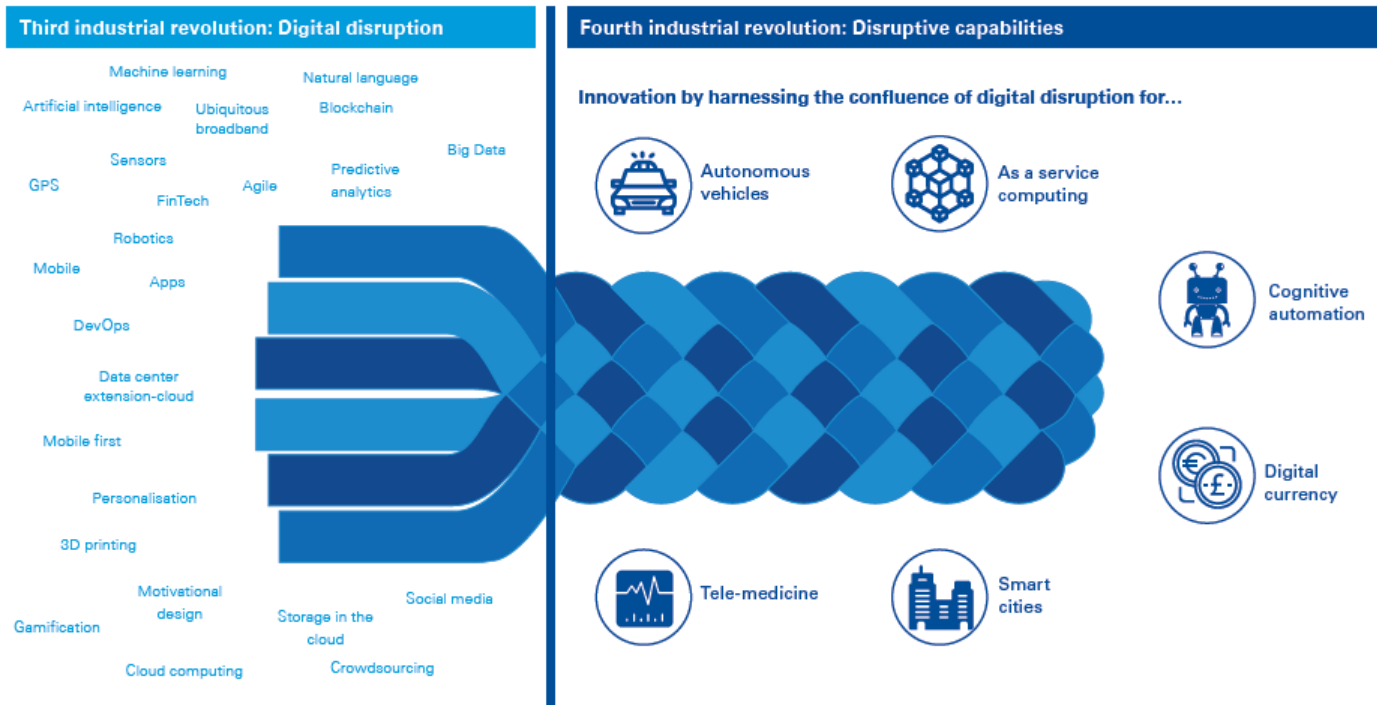 Third industrial revolution: Digital disruption
Machine learning
Natural language
Artificial intelligence
Ubiquitous
broadband
Blockchain
Big Data
Sensors
Predictive
analytics
GPS
Agile
FinTech
Robotics
Mobile
Apps
DevOps
Data center
extension-cloud
Mobile first
Personalisation
3D printing
Motivational
design
Social media
Gamification
Storage in the
cloud
Cloud computing
Crowdsourcing
Fourth industrial revolution: Disruptive capabilities
Innovation by harnessing the confluence of digital disruption for...
Autonomous
vehicles
As a service
computing
Cognitive
automation
€
£
Digital
currency
Tele-medicine
Smart
cities